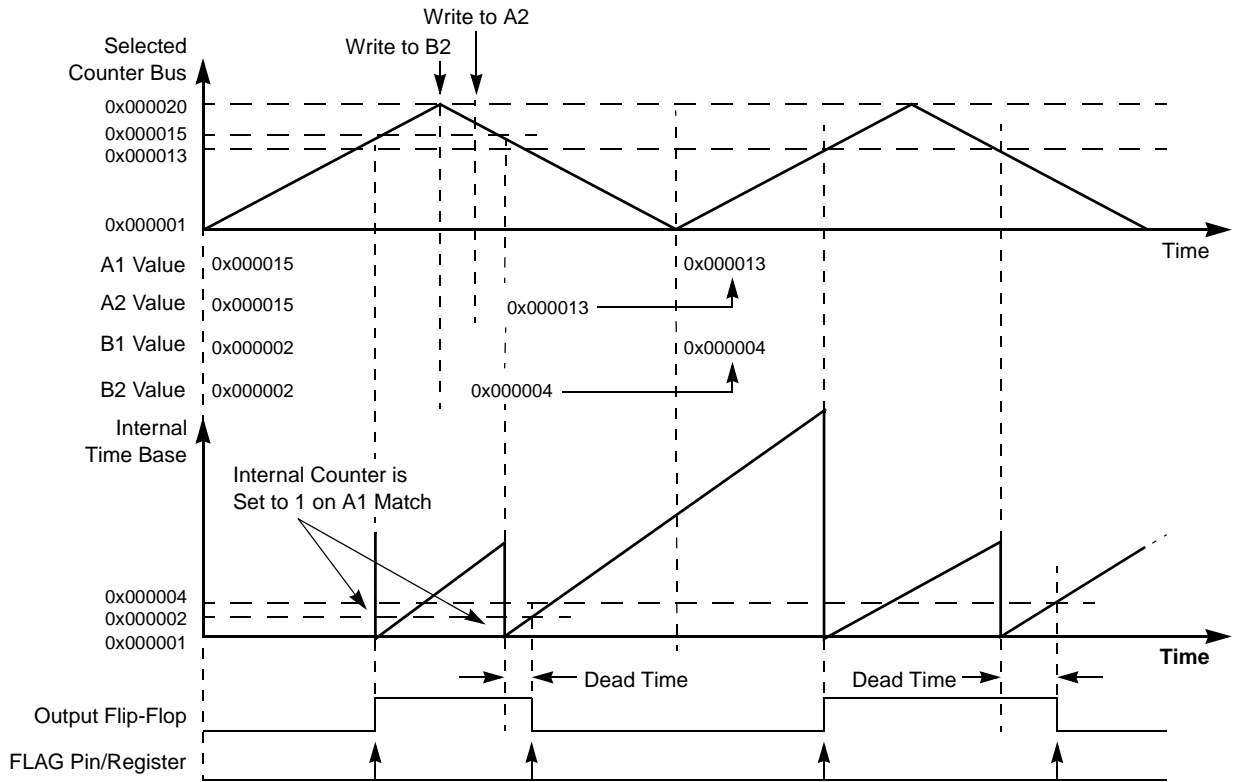 Write to A2
Write to B2
Selected
Counter Bus
0x000020
0x000015
0x000013
0x000001
Time
A1 Value 0x000015 0x000013
A2 Value 0x000015 0x000013
B1 Value 0x000002 0x000004
B2 Value 0x000002 0x000004
Internal
Time Base
Internal Counter is
Set to 1 on A1 Match
0x000004
0x000002
0x000001
Time
Dead Time Dead Time
Output Flip-Flop
FLAG Pin/Register